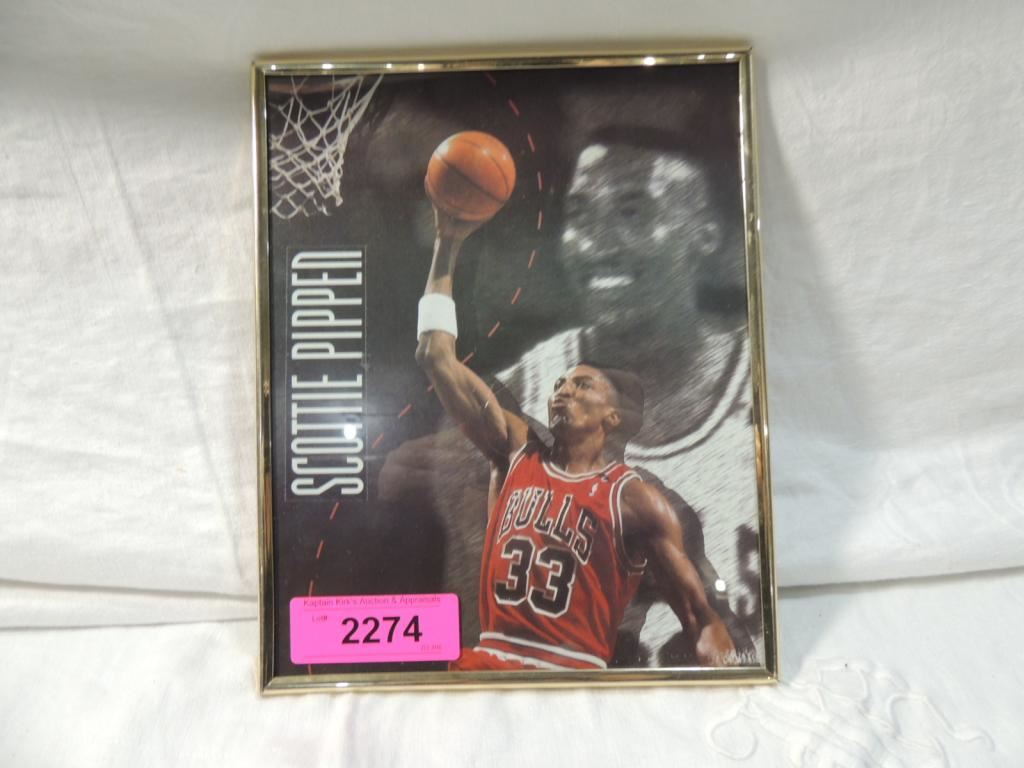 SCOTTIE PIPPEN
BULLS
33
Kaptain Kirk's Auction & Appraisals
Lot#:
2274